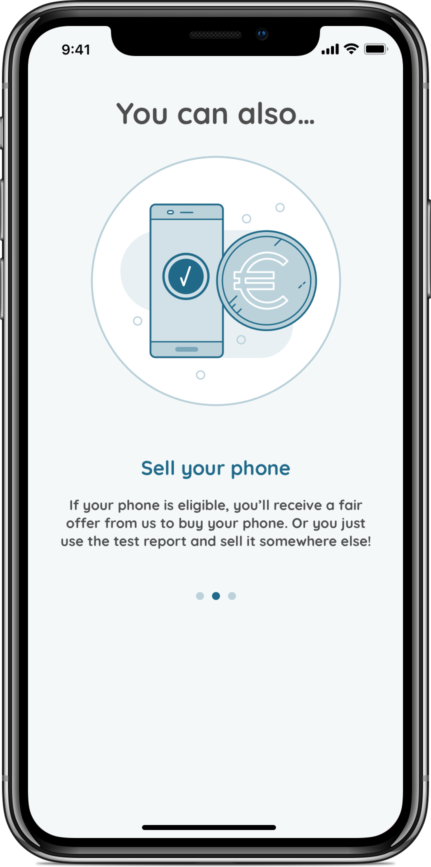 9:41
You can also...
€
Sell your phone
If your phone is eligible, you'll receive a fair
offer from us to buy your phone. Or you just
use the test report and sell it somewhere else!